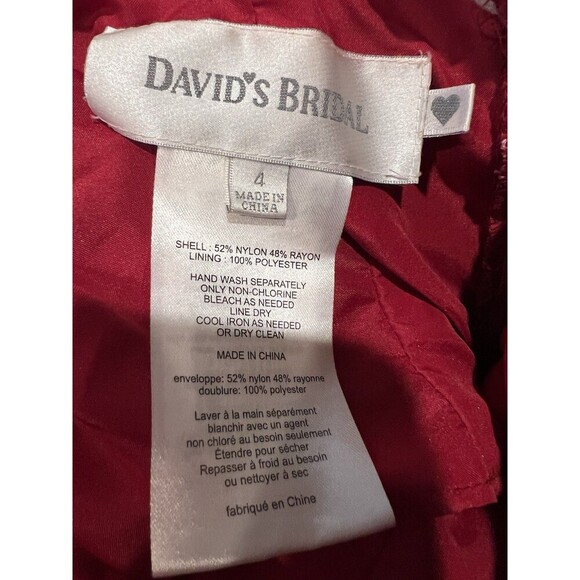 DAVID'S BRIDAL
4
MADE IN
CHINA
SHELL : 52% NYLON 48% RAYON
LINING : 100% POLYESTER
HAND WASH SEPARATELY
ONLY NON-CHLORINE
BLEACH AS NEEDED
LINE DRY
COOL IRON AS NEEDED
OR DRY CLEAN
MADE IN CHINA
enveloppe: 52% nylon 48% rayonne
doublure: 100% polyester
Laver à la main séparément
blanchir avec un agent
non chloré au besoin seulement
Étendre pour sécher
Repasser à froid au besoin
ou nettoyer à sec
fabriqué en Chine